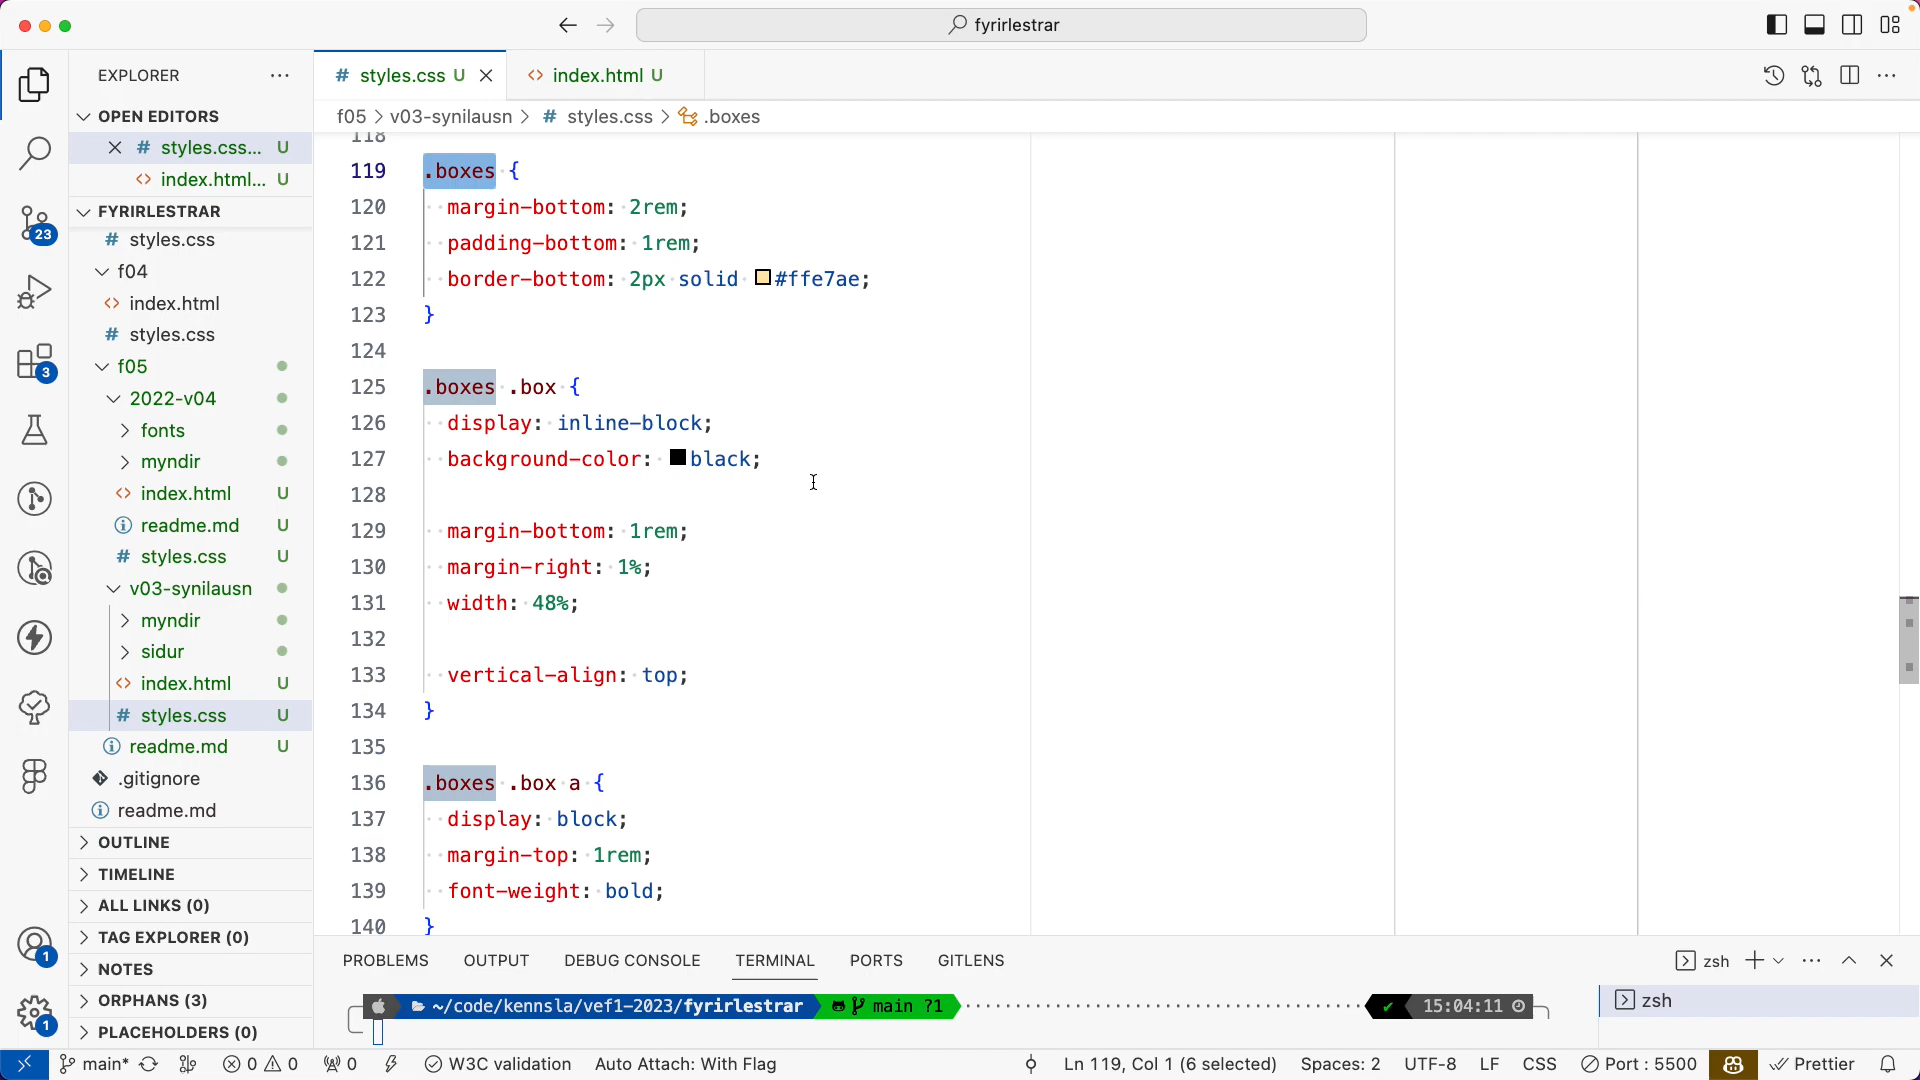 fyrirlestrar
EXPLORER
# styles.css U
<> index.html U
OPEN EDITORS
f05 > v03-synilausn > # styles.css > .boxes
# styles.css... U
<> index.html... U
FYRIRLESTRAR
# styles.css
f04
<> index.html
# styles.css
f05
2022-v04
fonts
myndir
<> index.html U
readme.md U
# styles.css U
v03-synilausn
myndir
sidur
<> index.html U
# styles.css U
readme.md U
.gitignore
readme.md
OUTLINE
TIMELINE
ALL LINKS (0)
TAG EXPLORER (0)
NOTES
ORPHANS (3)
PLACEHOLDERS (0)
23
3
1
1
118
119 .boxes {
120 margin-bottom: 2rem;
121 padding-bottom: 1rem;
122 border-bottom: 2px solid #ffe7ae;
123 }
124
125 .boxes .box {
126 display: inline-block;
127 background-color: black;
128
129 margin-bottom: 1rem;
130 margin-right: 1%;
131 width: 48%;
132
133 vertical-align: top;
134 }
135
136 .boxes .box a {
137 display: block;
138 margin-top: 1rem;
139 font-weight: bold;
140 }
PROBLEMS OUTPUT DEBUG CONSOLE TERMINAL PORTS GITLENS zsh
~/code/kennsla/vef1-2023/fyrirlestrar main ?1 15:04:11
zsh
main* 0 0 0 W3C validation Auto Attach: With Flag Ln 119, Col 1 (6 selected) Spaces: 2 UTF-8 LF CSS Port : 5500 Prettier